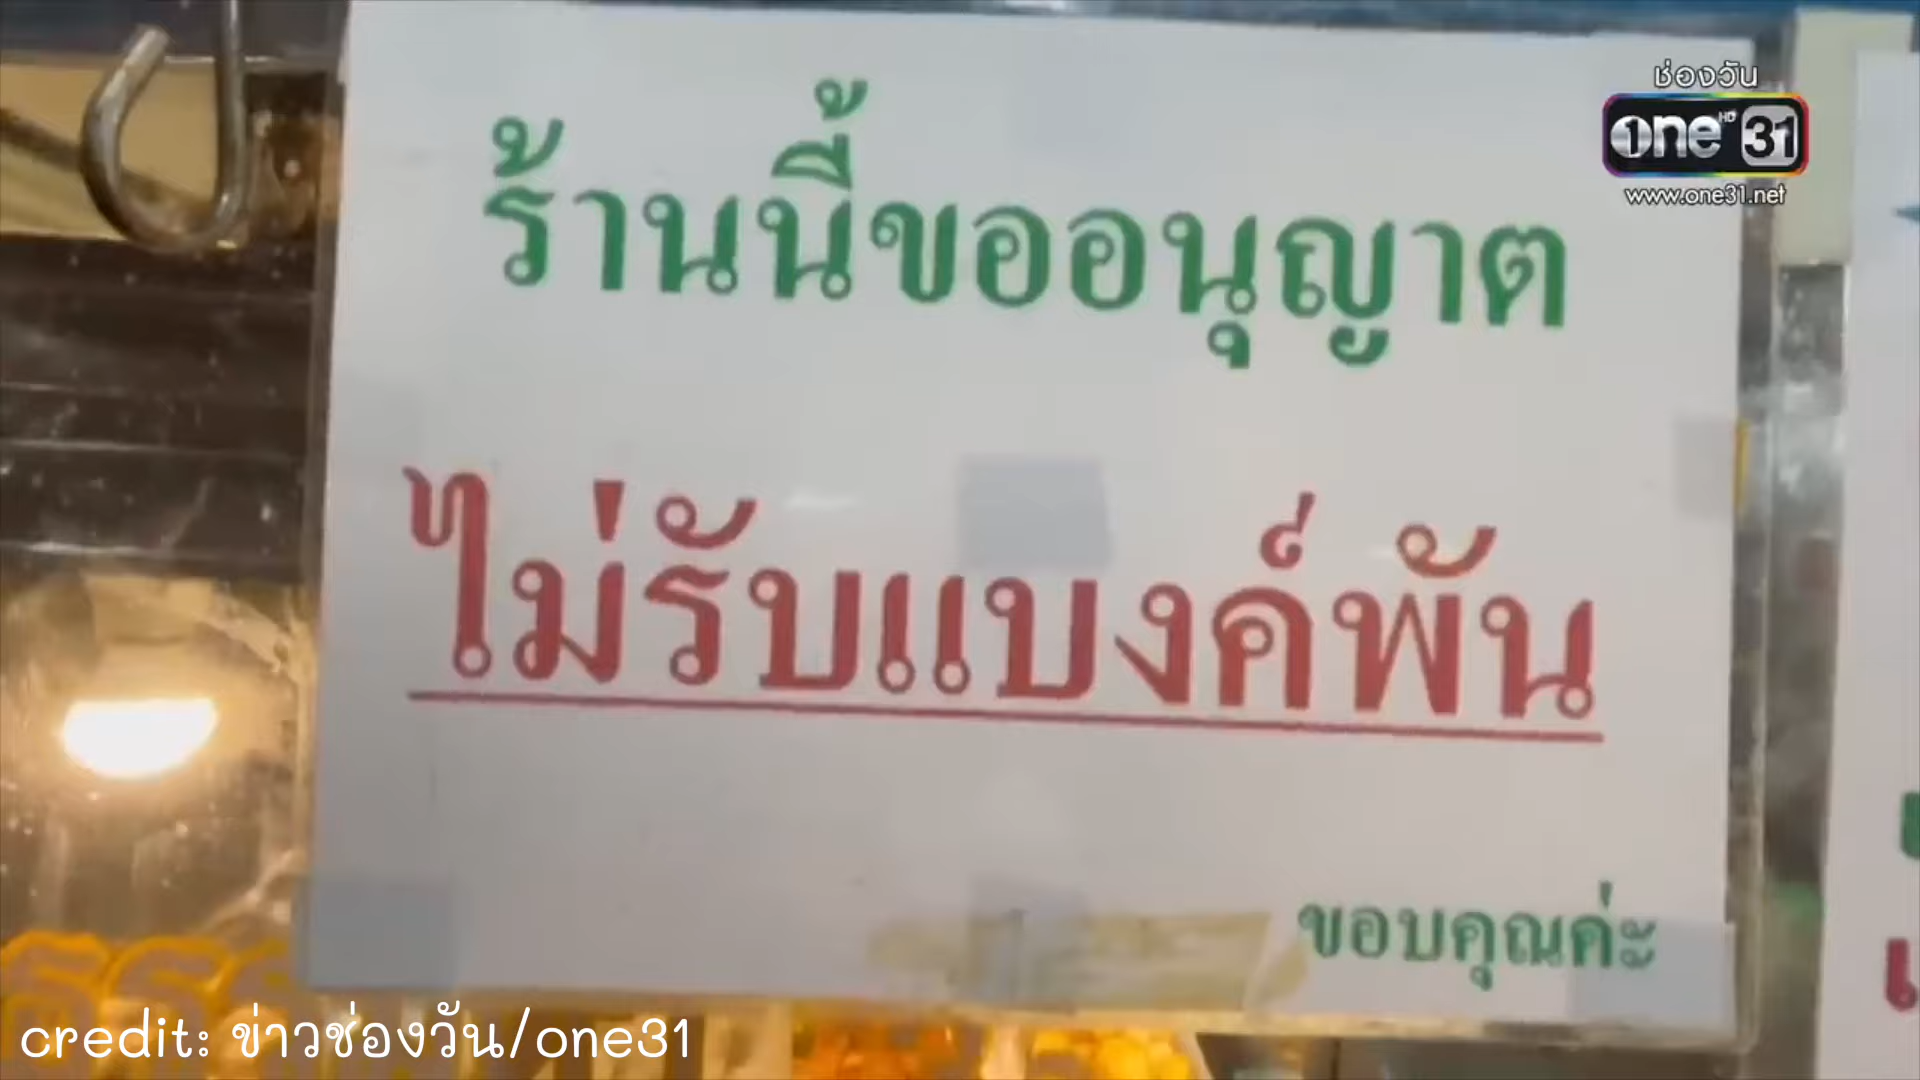 ช่องวัน
one HD 31
www.one31.net
ร้านนี้ขออนุญาต
ไม่รับแบงค์พัน
ขอบคุณค่ะ
credit: ข่าวช่องวัน/one31